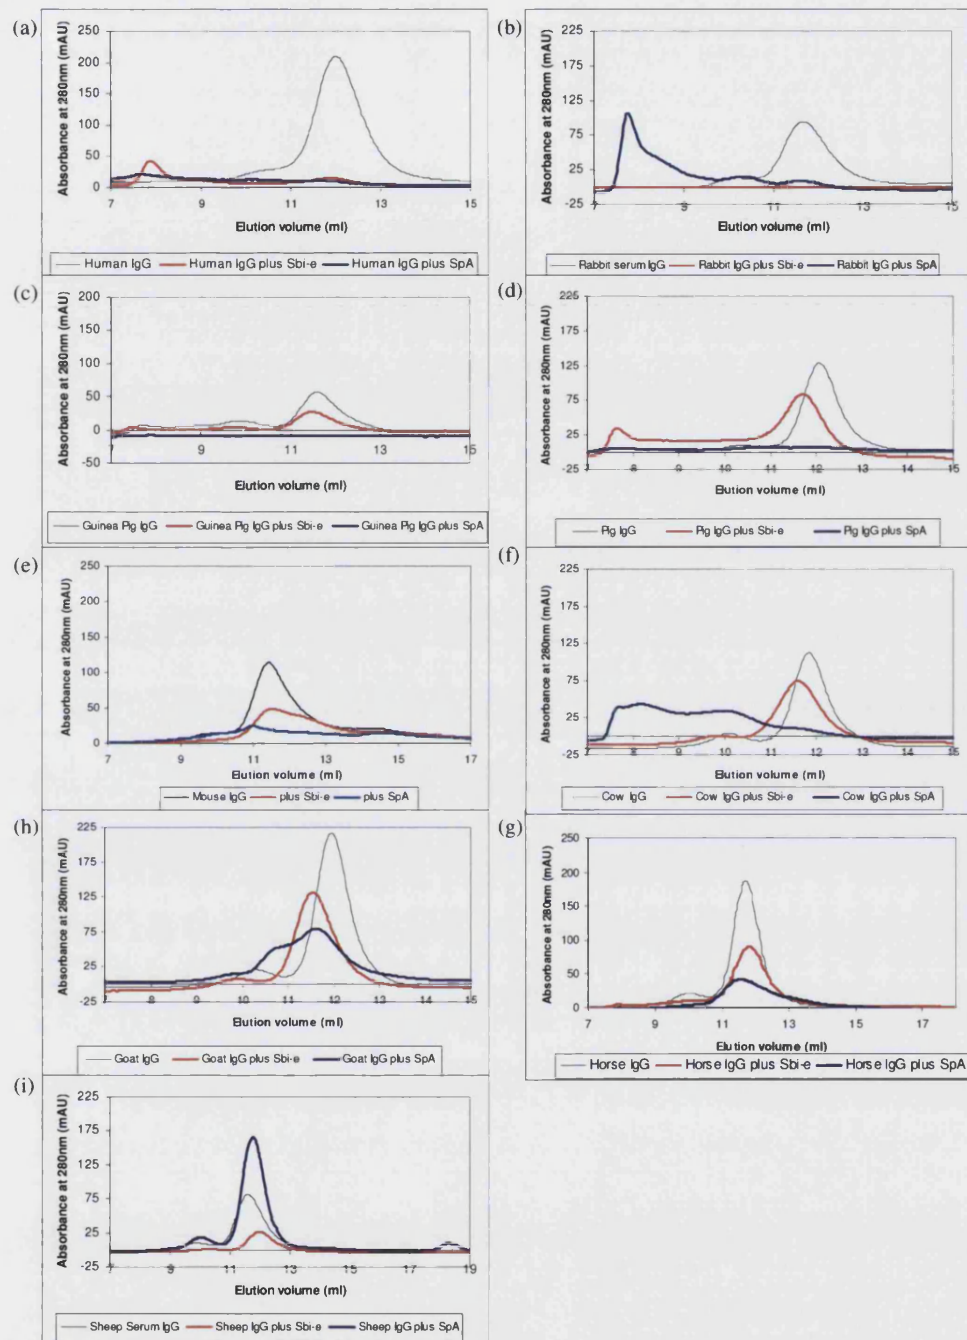 (a)
Absorbance at 280nm (mAU)
250
200
150
100
50
0
7 9 11 13 15
Elution volume (ml)
Human IgG Human IgG plus Sbi-e Human IgG plus SpA
(b)
Absorbance at 280nm (mAU)
225
175
125
75
25
-25
7 9 11 13 15
Elution volume (ml)
Rabbit serum IgG Rabbit IgG plus Sbi-e Rabbit IgG plus SpA
(c)
Absorbance at 280nm (mAU)
200
150
100
50
0
-50
7 9 11 13 15
Elution volume (ml)
Guinea Pig IgG Guinea Pig IgG plus Sbi-e Guinea Pig IgG plus SpA
(d)
Absorbance at 280nm (mAU)
225
175
125
75
25
-25
7 8 9 10 11 12 13 14 15
Elution volume (ml)
Pig IgG Pig IgG plus Sbi-e Pig IgG plus SpA
(e)
Absorbance at 280nm (mAU)
250
200
150
100
50
0
7 9 11 13 15 17
Elution volume (ml)
Mouse IgG plus Sbi-e plus SpA
(f)
Absorbance at 280nm (mAU)
225
175
125
75
25
-25
7 8 9 10 11 12 13 14 15
Elution volume (ml)
Cow IgG Cow IgG plus Sbi-e Cow IgG plus SpA
(h)
Absorbance at 280nm (mAU)
225
175
125
75
25
-25
7 8 9 10 11 12 13 14 15
Elution volume (ml)
Goat IgG Goat IgG plus Sbi-e Goat IgG plus SpA
(g)
Absorbance at 280nm (mAU)
250
200
150
100
50
0
7 9 11 13 15 17
Elution volume (ml)
Horse IgG Horse IgG plus Sbi-e Horse IgG plus SpA
(i)
Absorbance at 280nm (mAU)
225
175
125
75
25
-25
7 9 11 13 15 17 19
Elution volume (ml)
Sheep Serum IgG Sheep IgG plus Sbi-e Sheep IgG plus SpA